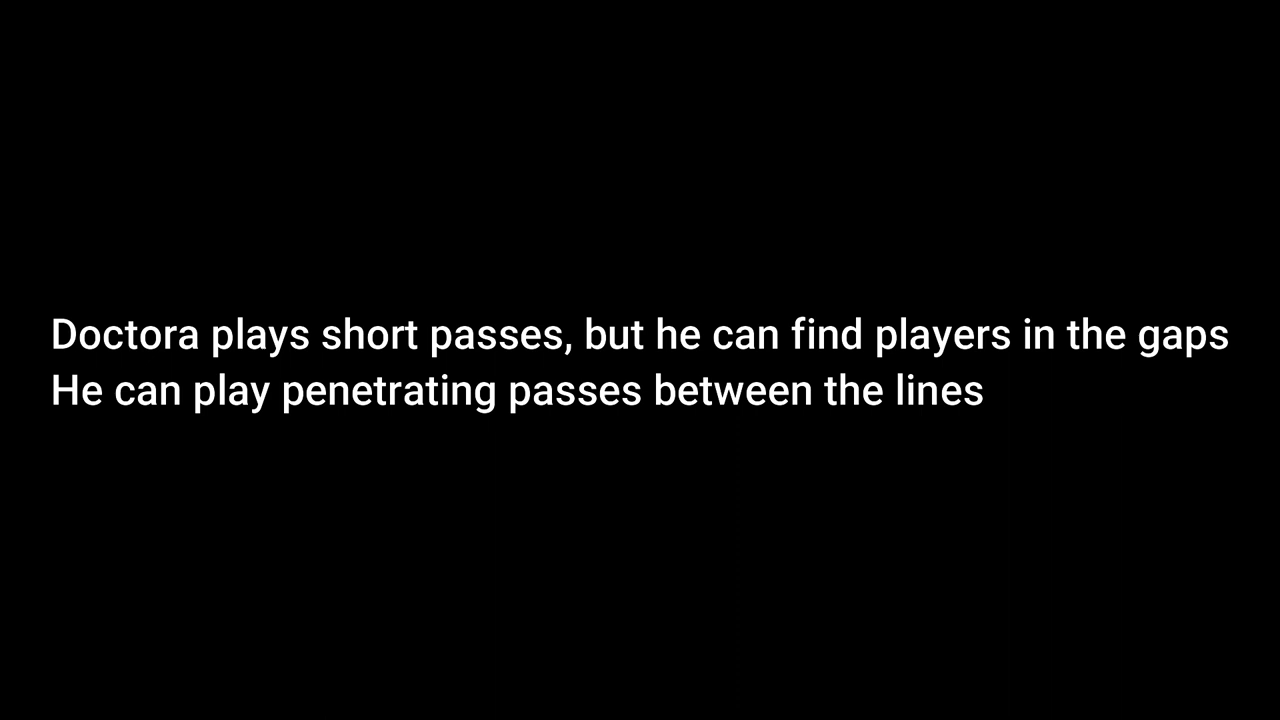 Doctora plays short passes, but he can find players in the gaps
He can play penetrating passes between the lines